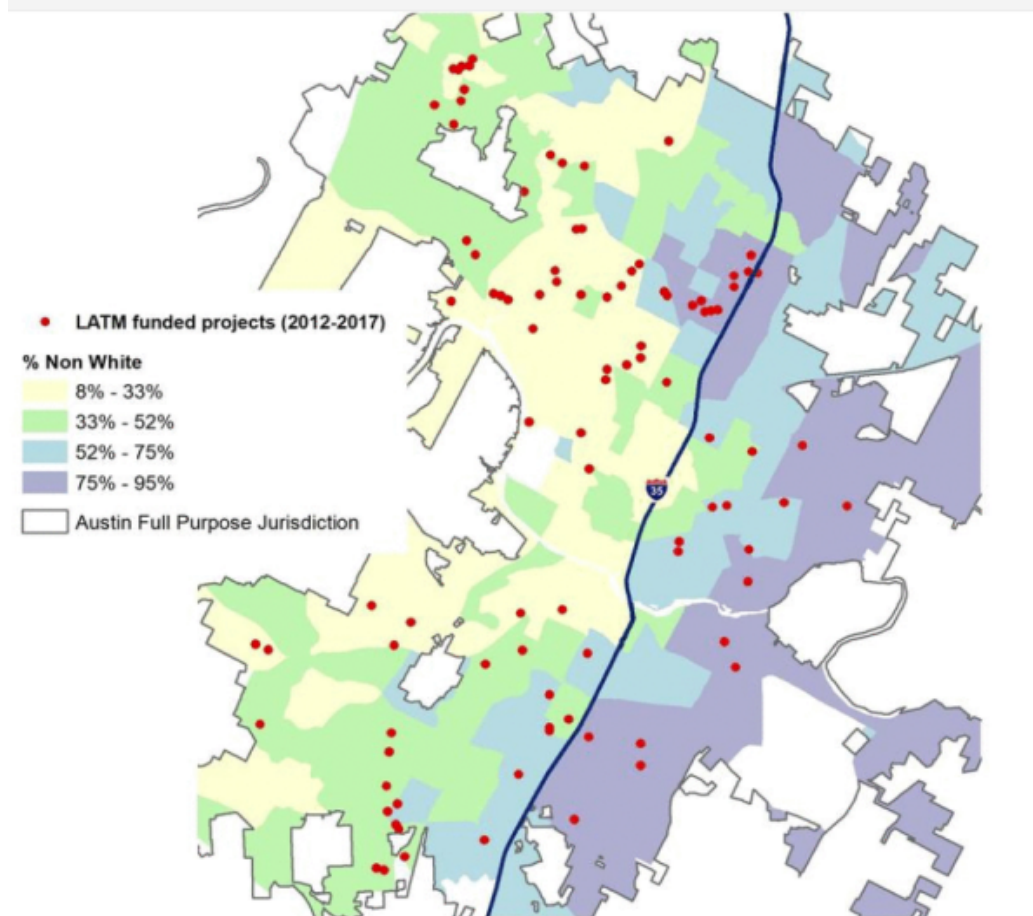 LATM funded projects (2012-2017)
% Non White
8% - 33%
33% - 52%
52% - 75%
75% - 95%
Austin Full Purpose Jurisdiction
35